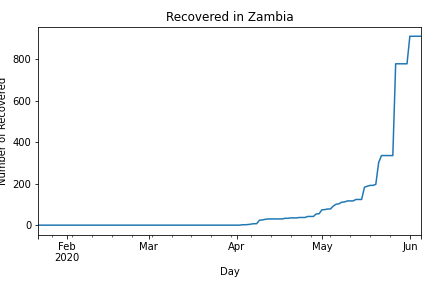 Recovered in Zambia
Number of Recovered
800
600
400
200
0
Feb
2020
Mar
Apr
May
Jun
Day